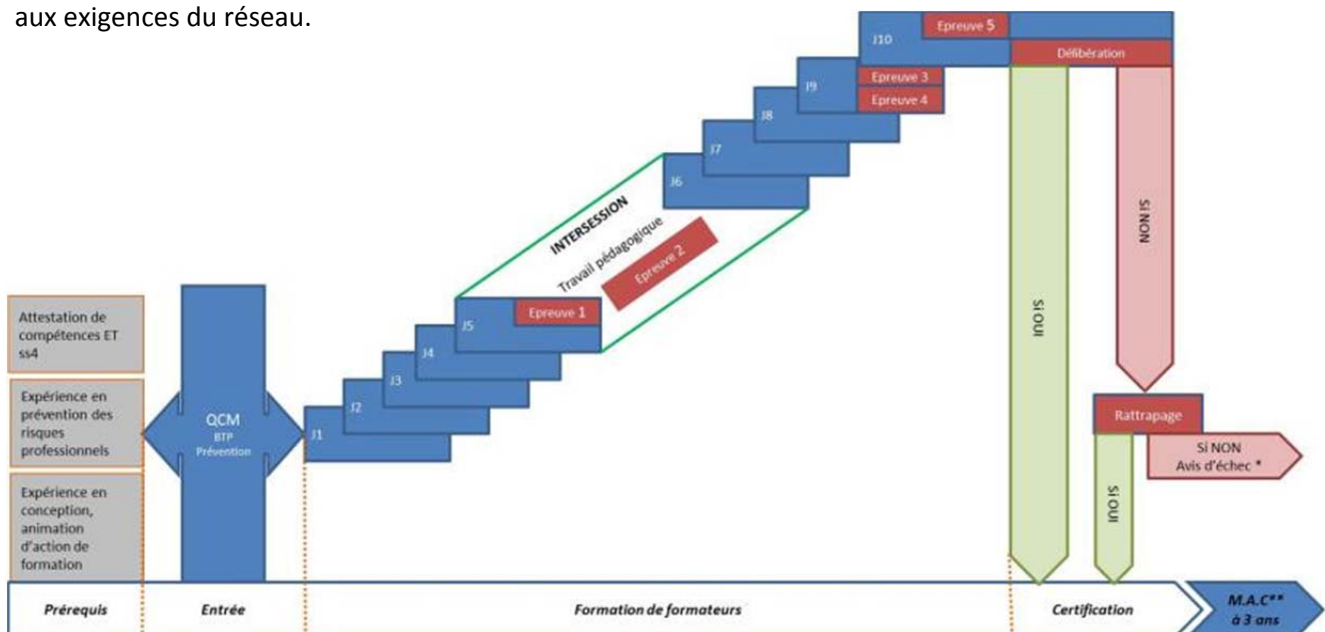 aux exigences du réseau.
J10
Epreuve 5
Délibération
J9
Epreuve 3
Epreuve 4
J8
J7
J6
INTERSESSION
Travail pédagogique
Epreuve 2
J5
Epreuve 1
J4
J3
J2
J1
Attestation de
compétences ET
ss4
Expérience en
prévention des
risques
professionnels
Expérience en
conception,
animation
d'action de
formation
QCM
BTP
Prévention
Si OUI
Si NON
Rattrapage
Si NON
Avis d'échec *
Si OUI
Prérequis
Entrée
Formation de formateurs
Certification
M.A.C**
à 3 ans